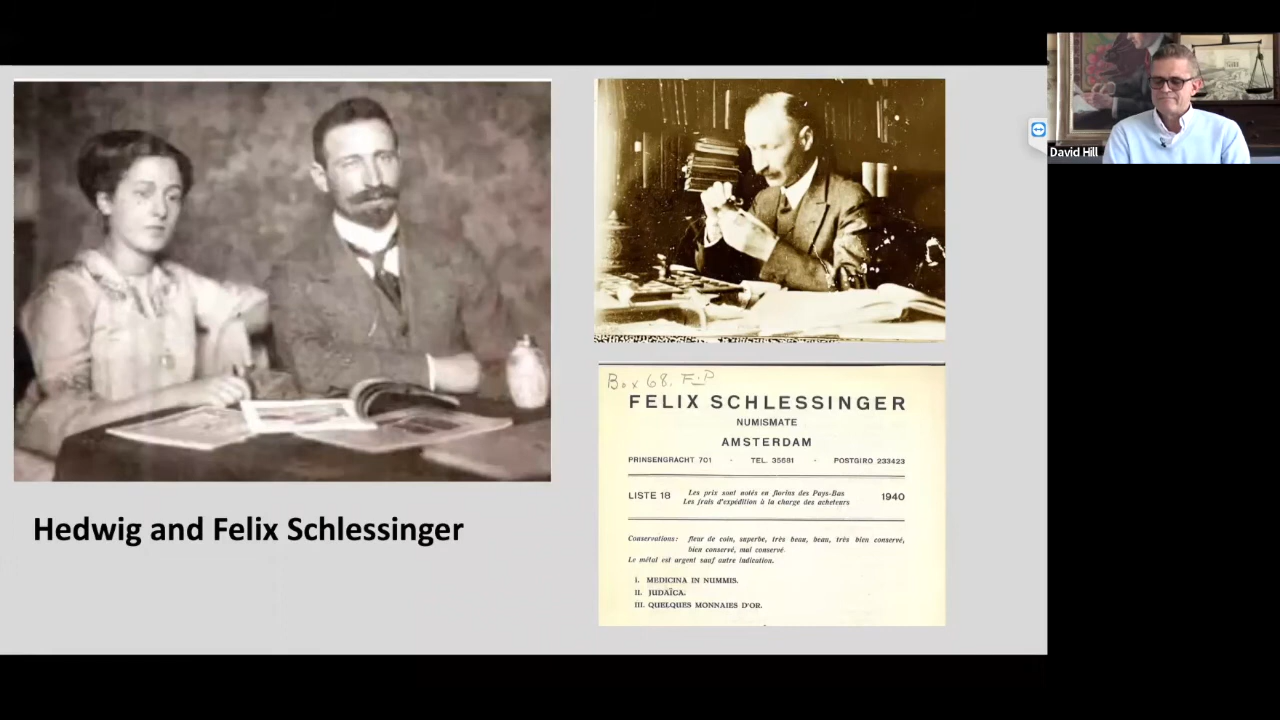 Hedwig and Felix Schlessinger
Box 68. F-P
FELIX SCHLESSINGER
NUMISMATE
AMSTERDAM
PRINSENGRACHT 701 · TEL. 35681 · POSTGIRO 233423
LISTE 18
Les prix sont notés en florins des Pays-Bas
Les frais d'expédition à la charge des acheteurs
1940
Conservations: fleur de coin, superbe, très beau, beau, très bien conservé,
bien conservé, mal conservé.
Le métal est argent sauf autre indication.
I. MEDICINA IN NUMMIS.
II. JUDAÏCA.
III. QUELQUES MONNAIES D'OR.
David Hill